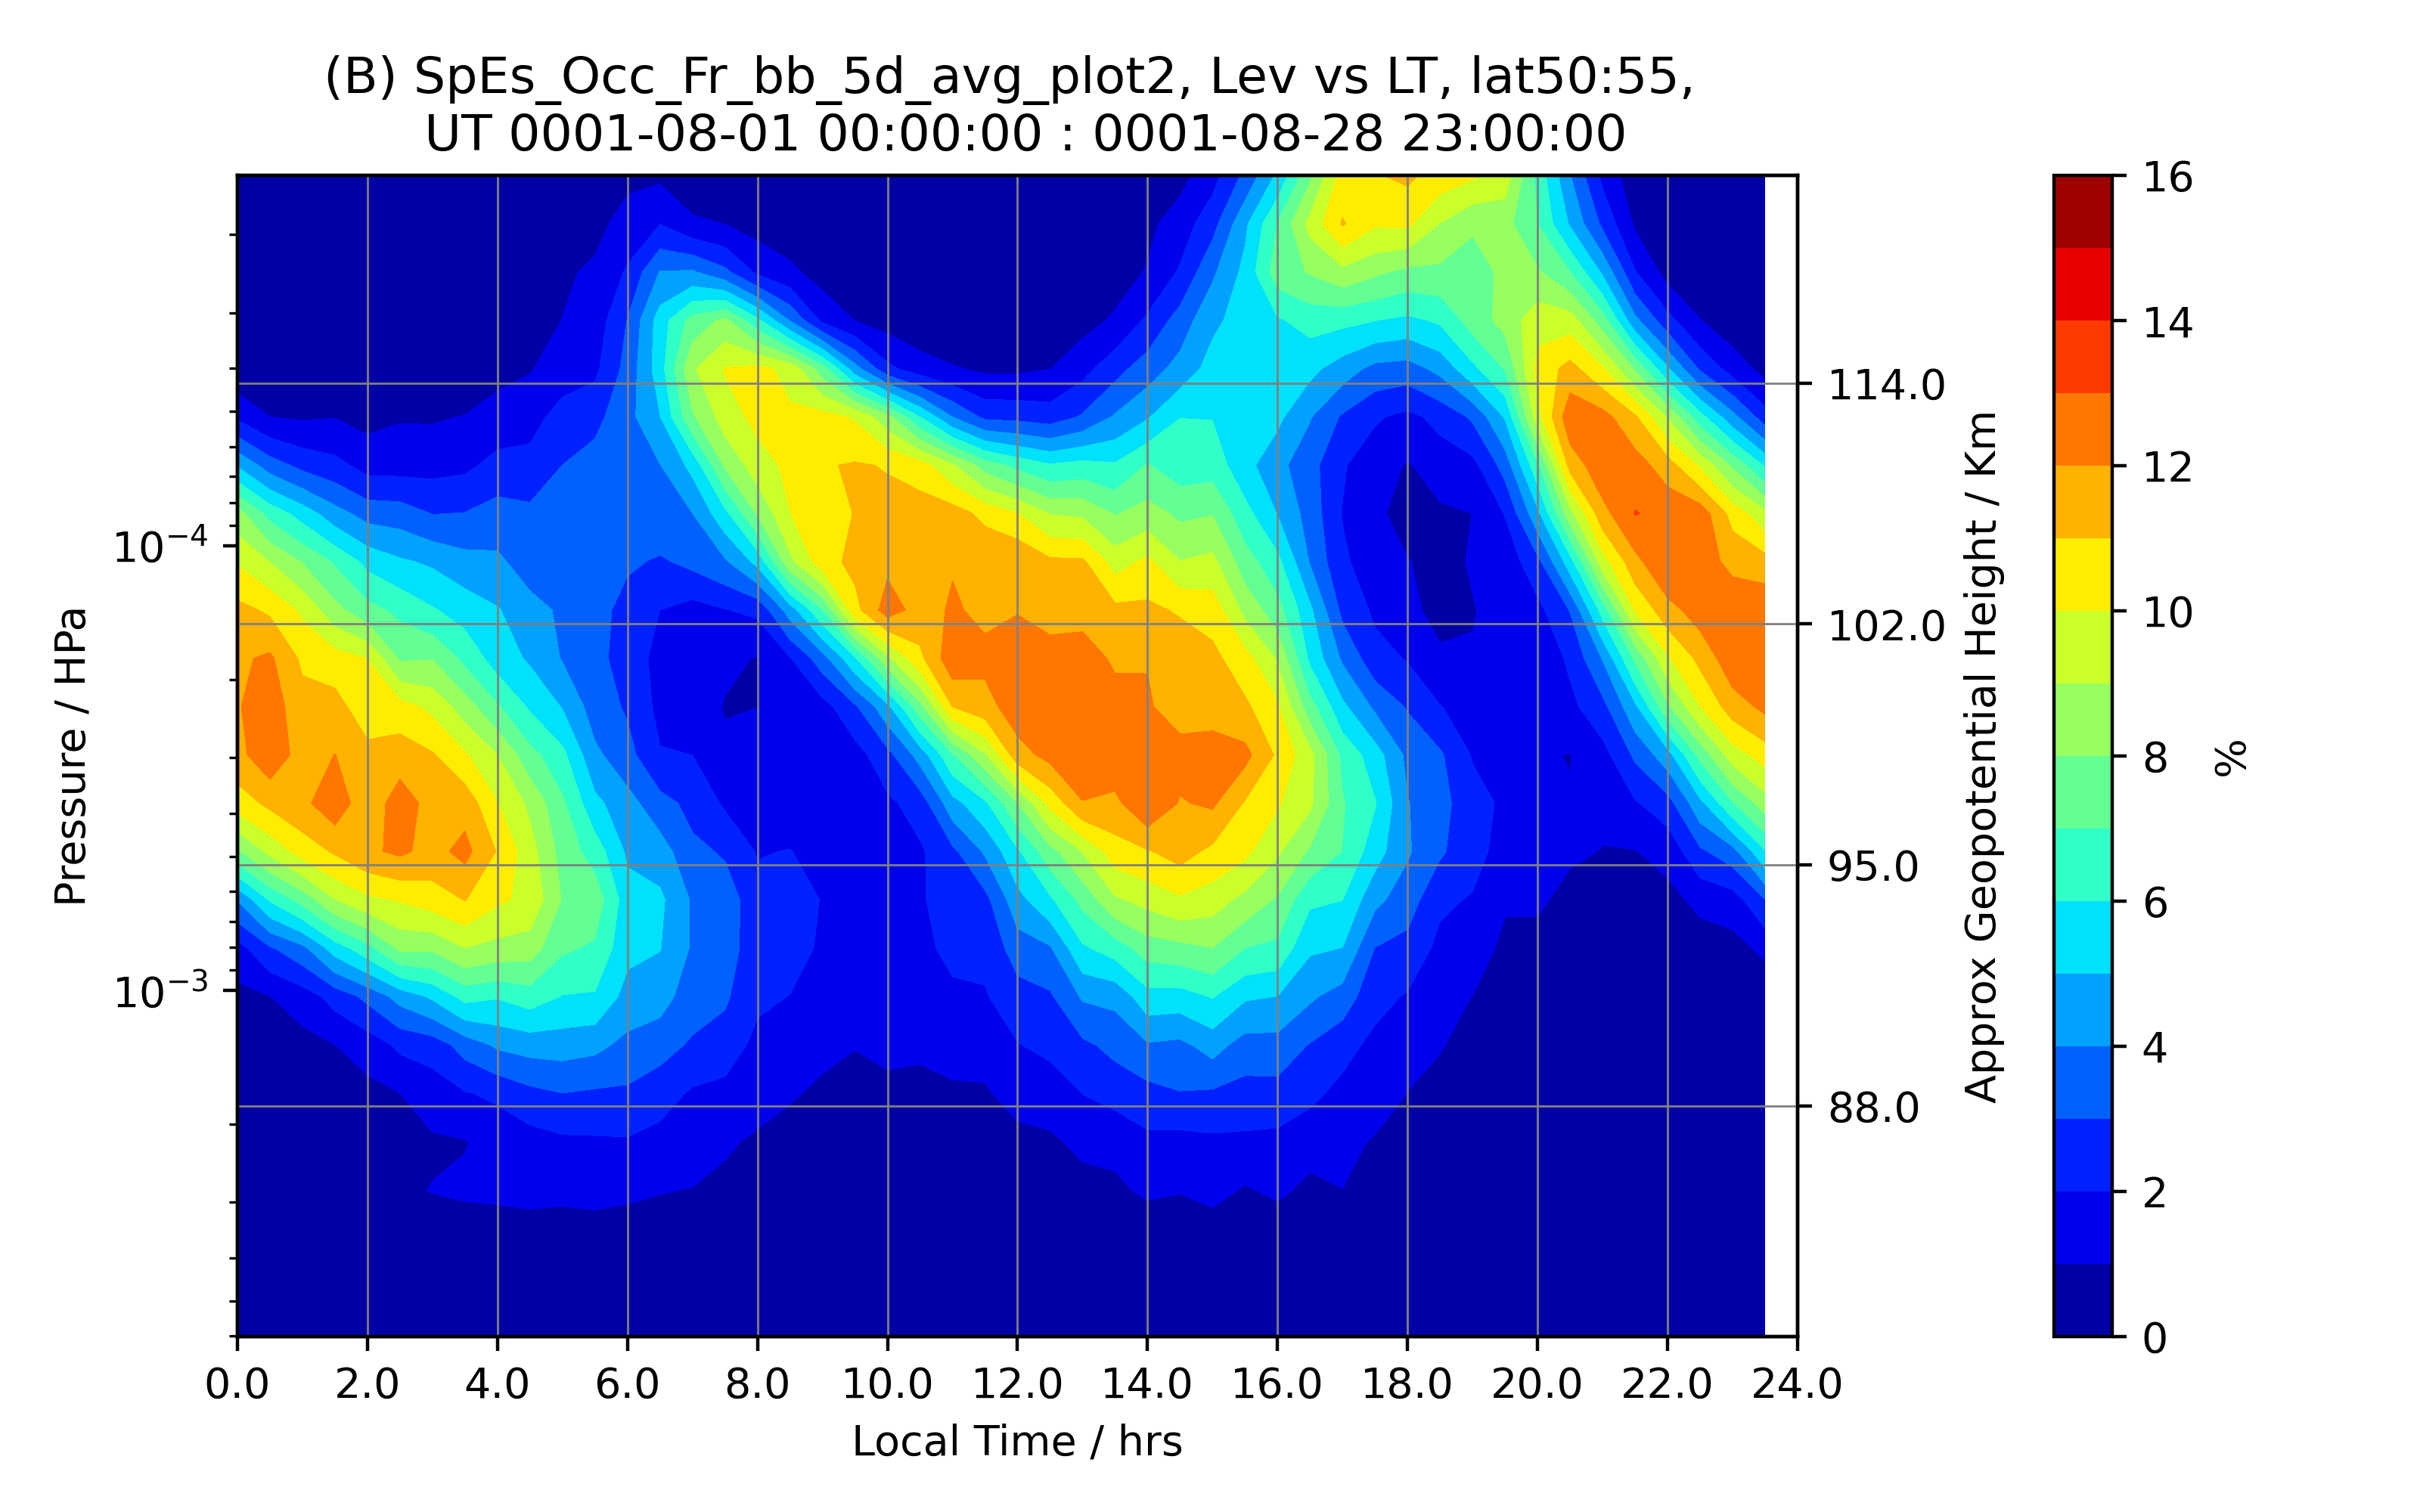 (B) SpEs_Occ_Fr_bb_5d_avg_plot2, Lev vs LT, lat50:55,
UT 0001-08-01 00:00:00 : 0001-08-28 23:00:00
Pressure / HPa
10⁻⁴
10⁻³
0.0 2.0 4.0 6.0 8.0 10.0 12.0 14.0 16.0 18.0 20.0 22.0 24.0
Local Time / hrs
114.0
102.0
95.0
88.0
Approx Geopotential Height / Km
16
14
12
10
8
6
4
2
0
%